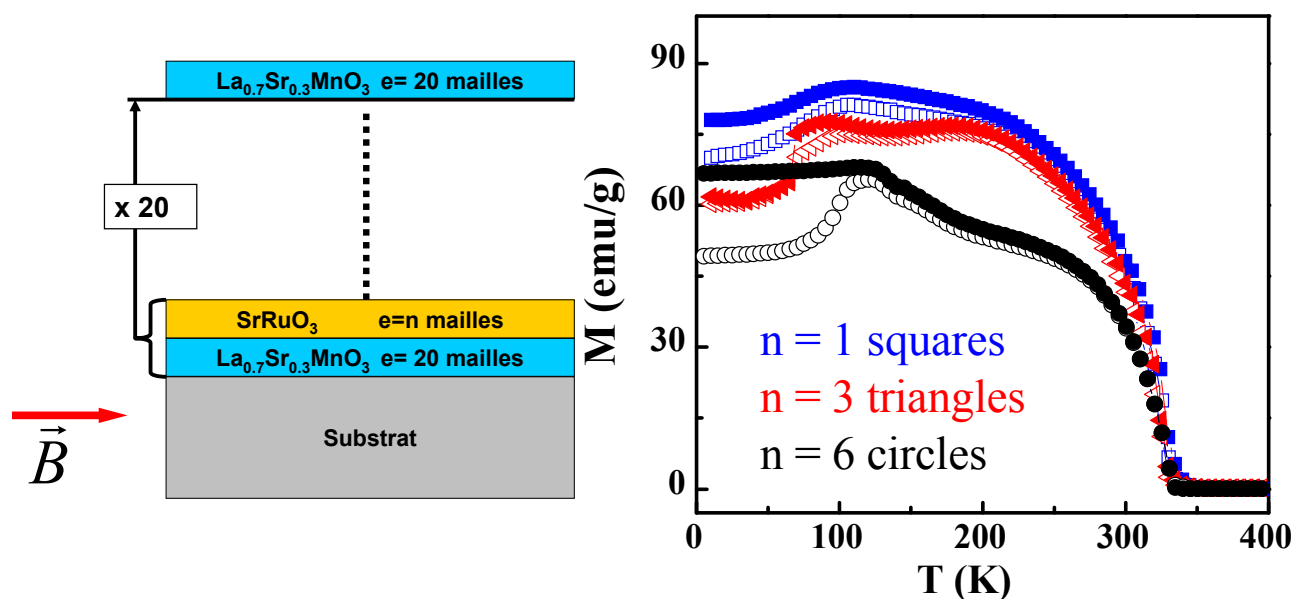 La0.7Sr0.3MnO3 e= 20 mailles
x 20
SrRuO3 e=n mailles
La0.7Sr0.3MnO3 e= 20 mailles
Substrat
B
M (emu/g)
90
60
30
0
n = 1 squares
n = 3 triangles
n = 6 circles
0 100 200 300 400
T (K)